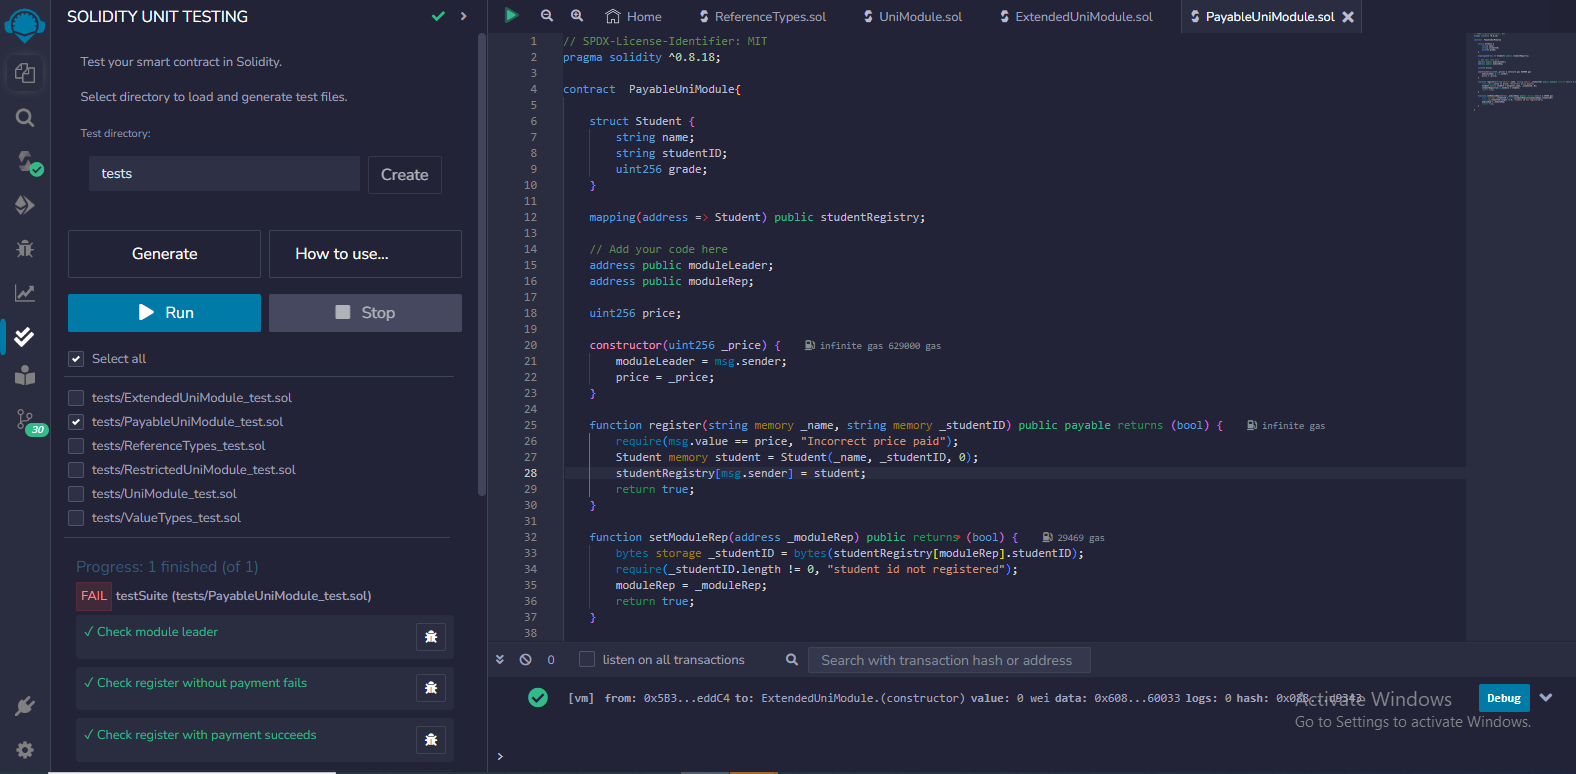 SOLIDITY UNIT TESTING
Test your smart contract in Solidity.
Select directory to load and generate test files.
Test directory:
tests
Create
Generate
How to use...
Run
Stop
Select all
tests/ExtendedUniModule_test.sol
tests/PayableUniModule_test.sol
tests/ReferenceTypes_test.sol
tests/RestrictedUniModule_test.sol
tests/UniModule_test.sol
tests/ValueTypes_test.sol
30
Progress: 1 finished (of 1)
FAIL testSuite (tests/PayableUniModule_test.sol)
✓ Check module leader
✓ Check register without payment fails
✓ Check register with payment succeeds
Home ReferenceTypes.sol UniModule.sol ExtendedUniModule.sol PayableUniModule.sol
1 // SPDX-License-Identifier: MIT
2 pragma solidity ^0.8.18;
3
4 contract  PayableUniModule{
5
6 struct Student {
7 string name;
8 string studentID;
9 uint256 grade;
10 }
11
12 mapping(address => Student) public studentRegistry;
13
14 // Add your code here
15 address public moduleLeader;
16 address public moduleRep;
17
18 uint256 price;
19
20 constructor(uint256 _price) { infinite gas 629000 gas
21 moduleLeader = msg.sender;
22 price = _price;
23 }
24
25 function register(string memory _name, string memory _studentID) public payable returns (bool) { infinite gas
26 require(msg.value == price, "Incorrect price paid");
27 Student memory student = Student(_name, _studentID, 0);
28 studentRegistry[msg.sender] = student;
29 return true;
30 }
31
32 function setModuleRep(address _moduleRep) public returns (bool) { 29469 gas
33 bytes storage _studentID = bytes(studentRegistry[moduleRep].studentID);
34 require(_studentID.length != 0, "student id not registered");
35 moduleRep = _moduleRep;
36 return true;
37 }
38
0 listen on all transactions Search with transaction hash or address
[vm] from: 0x5B3...eddC4 to: ExtendedUniModule.(constructor) value: 0 wei data: 0x608...60033 logs: 0 hash:
Debug
Activate Windows
Go to Settings to activate Windows.
>